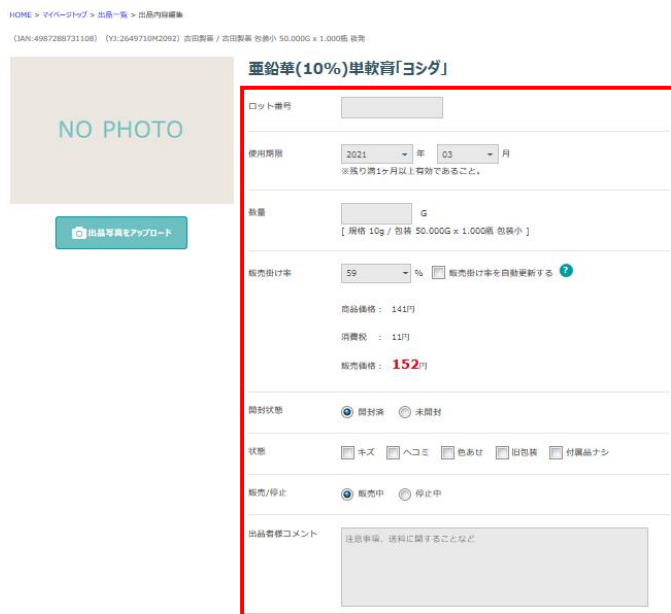 HOME > マイページトップ > 出品一覧 > 出品内容編集
(JAN:4987288731108) (YJ:2649710M2092) 吉田製薬 / 吉田製薬 包装小 50.000G x 1.000瓶 後発
亜鉛華(10%)単軟膏「ヨシダ」
NO PHOTO
出品写真をアップロード
ロット番号
使用期限 2021 年 03 月
※残り満1ヶ月以上有効であること。
数量 G
[ 規格 10g / 包装 50.000G x 1.000瓶 包装小 ]
販売掛け率 59 % 販売掛け率を自動更新する ?
商品価格： 141円
消費税 ： 11円
販売価格： 152円
開封状態 開封済 未開封
状態 キズ ヘコミ 色あせ 旧包装 付属品ナシ
販売/停止 販売中 停止中
出品者様コメント 注意事項、送料に関することなど